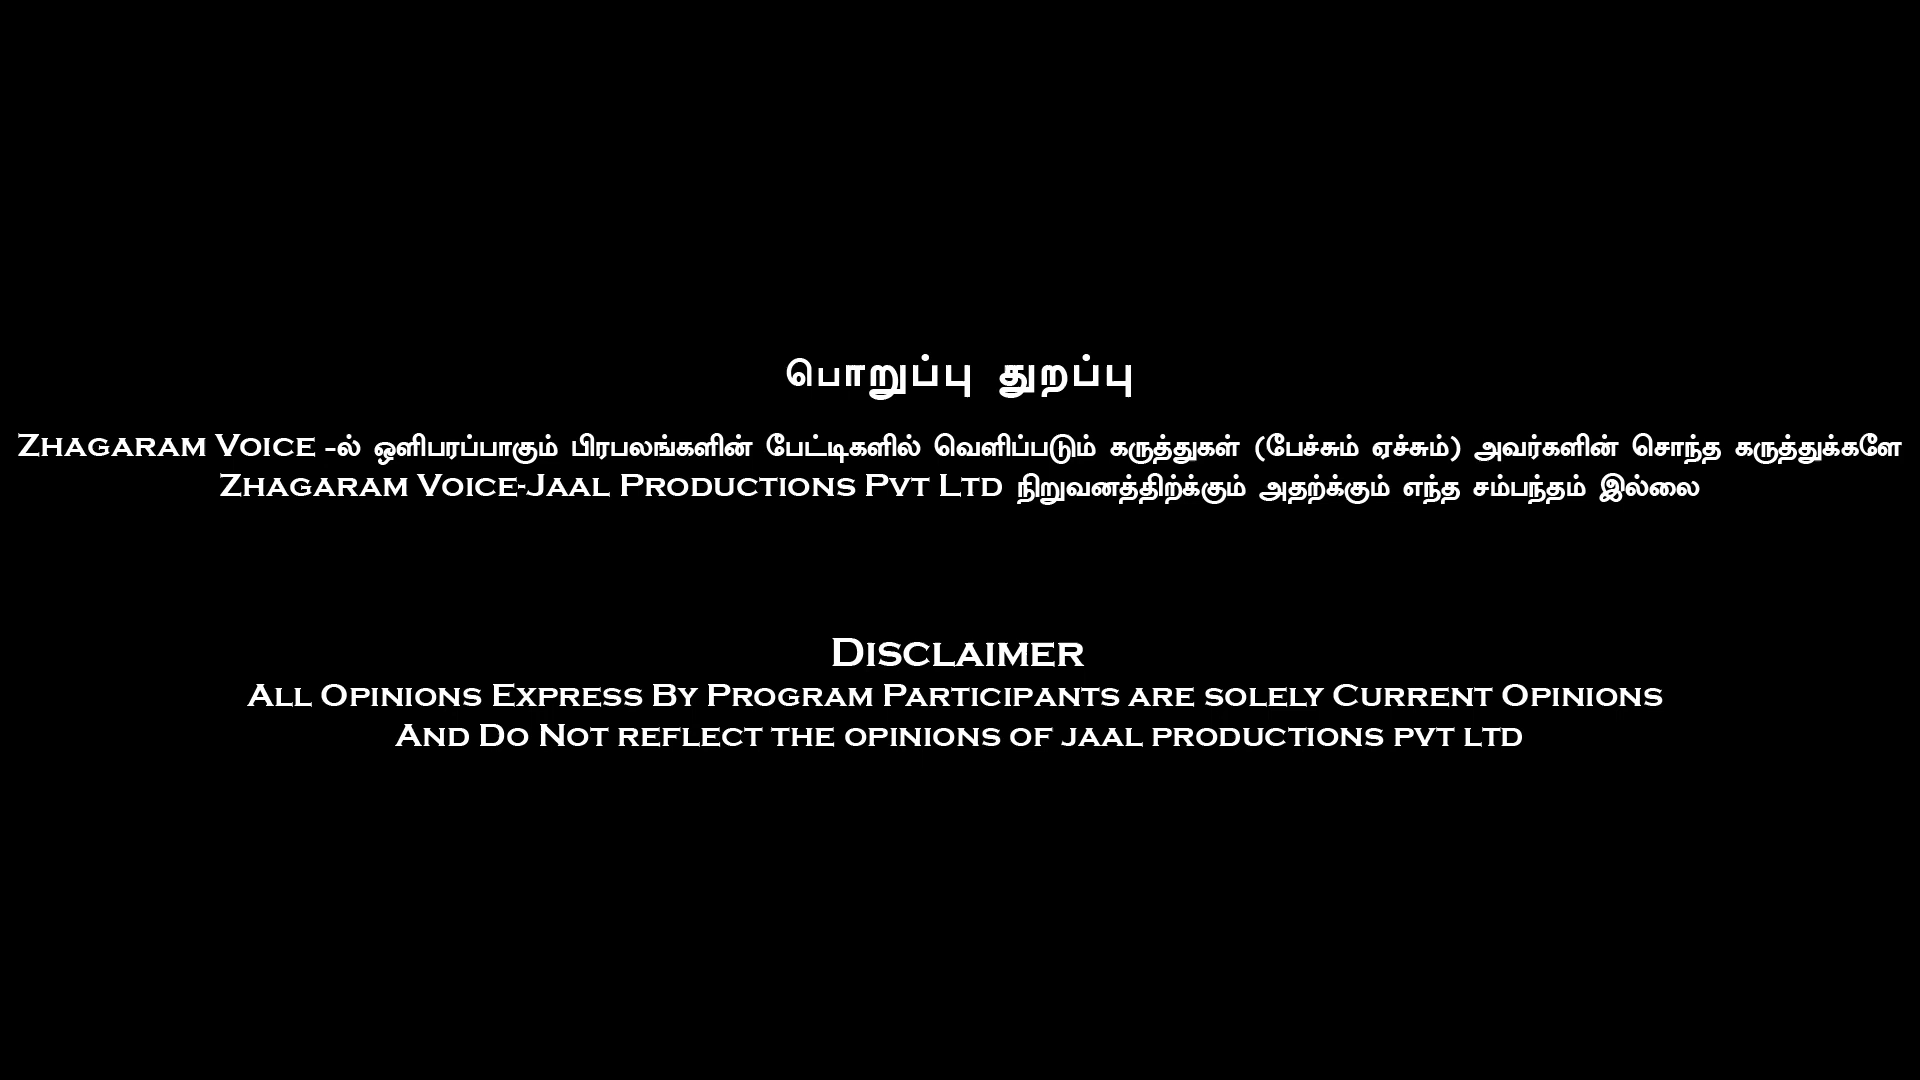 பொறுப்பு துறப்பு
Zhagaram Voice -ல் ஒளிபரப்பாகும் பிரபலங்களின் பேட்டிகளில் வெளிப்படும் கருத்துகள் (பேச்சும் ஏச்சும்) அவர்களின் சொந்த கருத்துக்களே
Zhagaram Voice-Jaal Productions Pvt Ltd நிறுவனத்திற்க்கும் அதற்க்கும் எந்த சம்பந்தம் இல்லை
Disclaimer
All Opinions Express By Program Participants are solely Current Opinions
And Do Not reflect the opinions of jaal productions pvt ltd